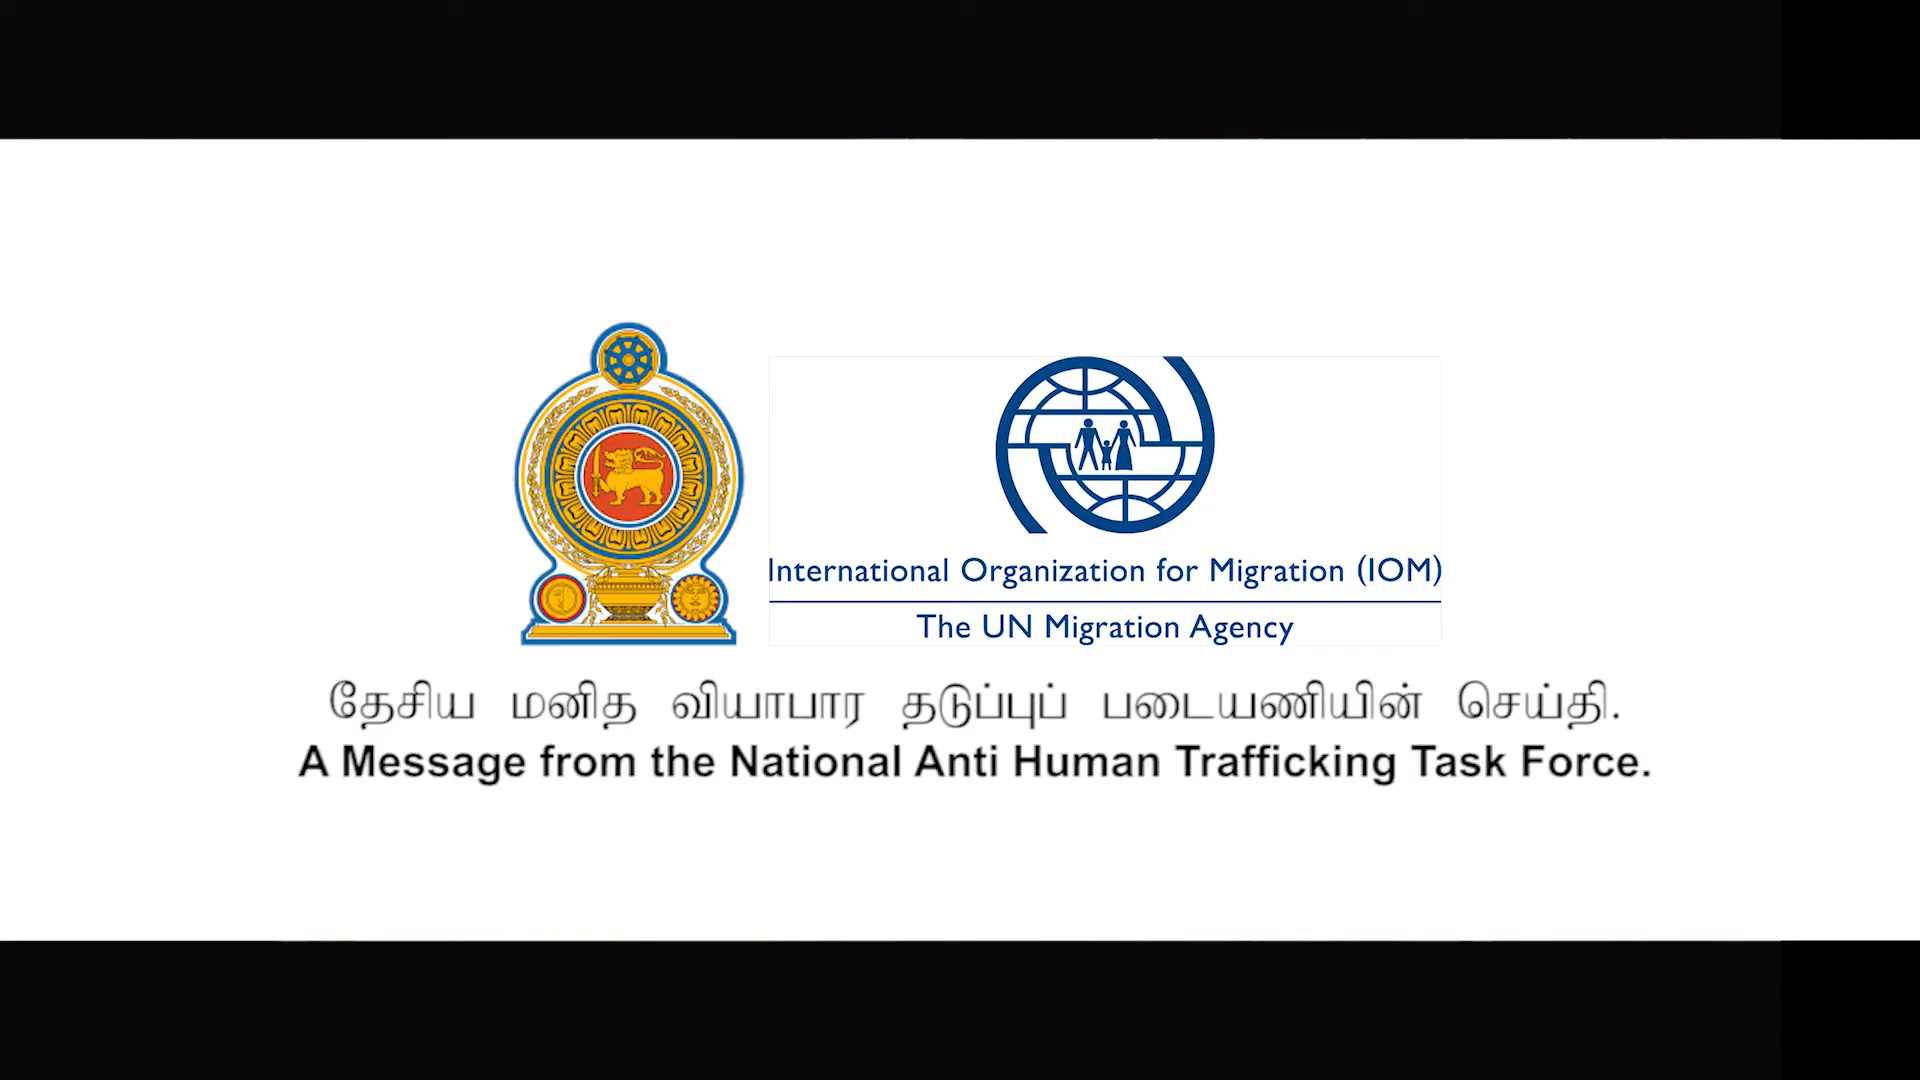 International Organization for Migration (IOM)
The UN Migration Agency
தேசிய மனித வியாபார தடுப்புப் படையணியின் செய்தி.
A Message from the National Anti Human Trafficking Task Force.